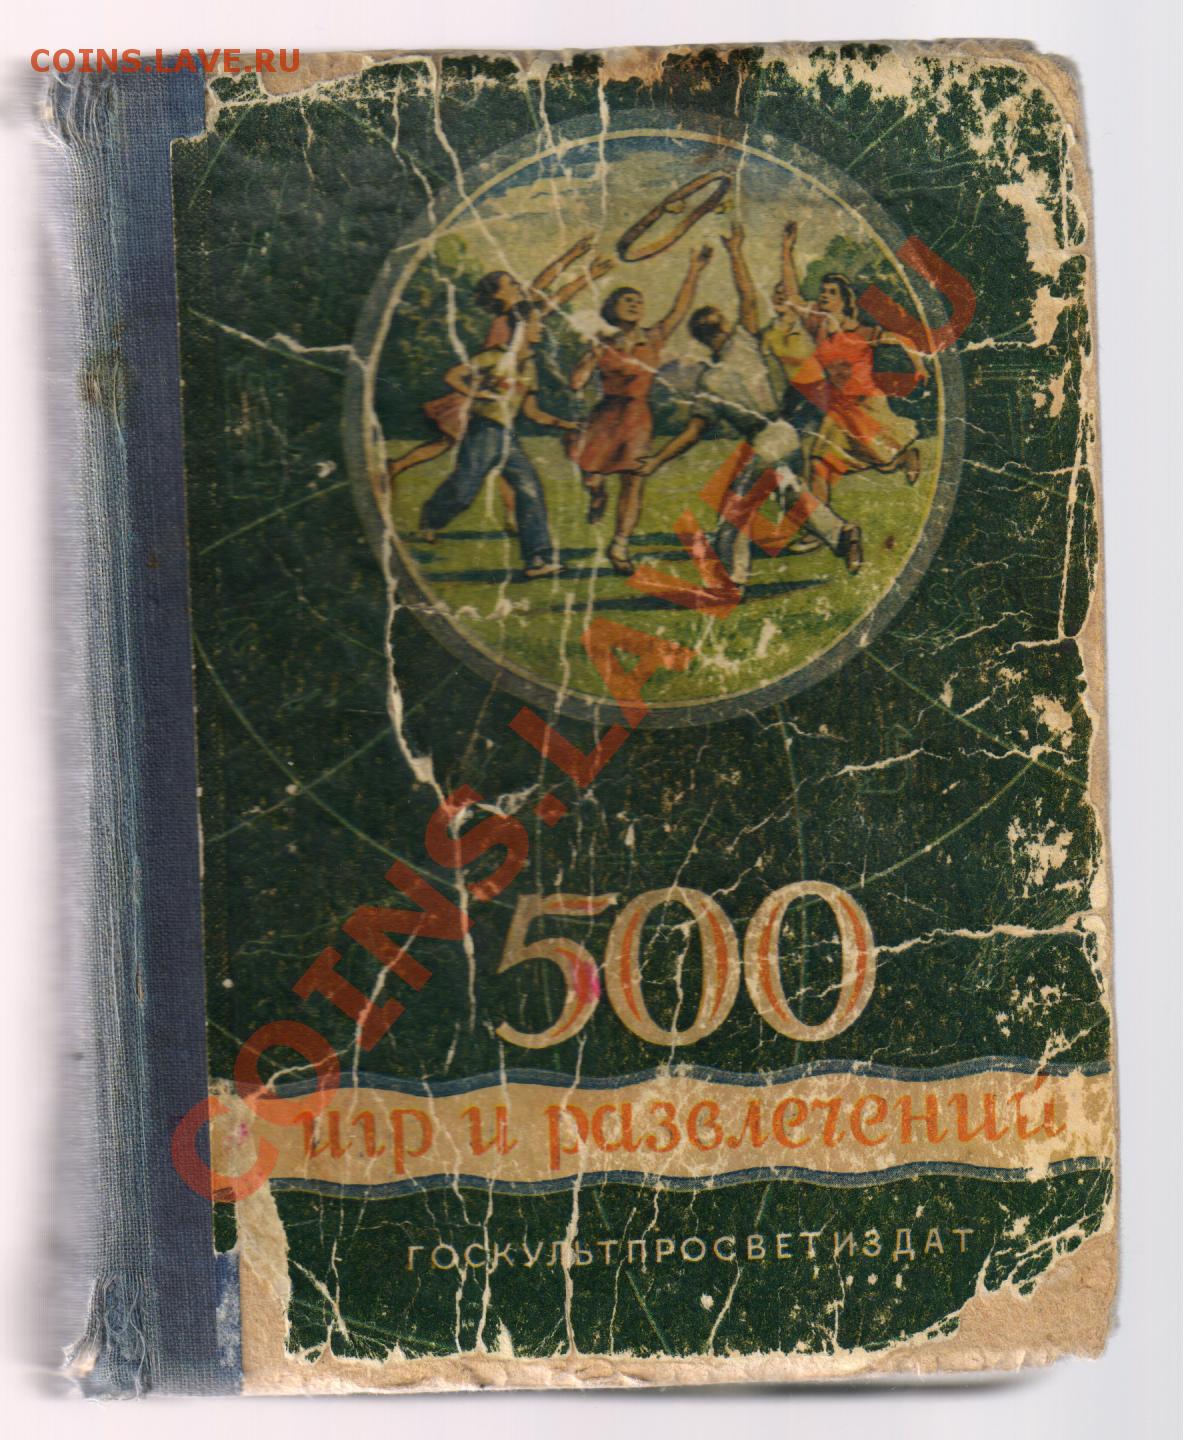 COINS.LAVE.RU
COINS.LAVE.RU
500
игр и развлечений
ГОСКУЛЬТПРОСВЕТИЗДАТ